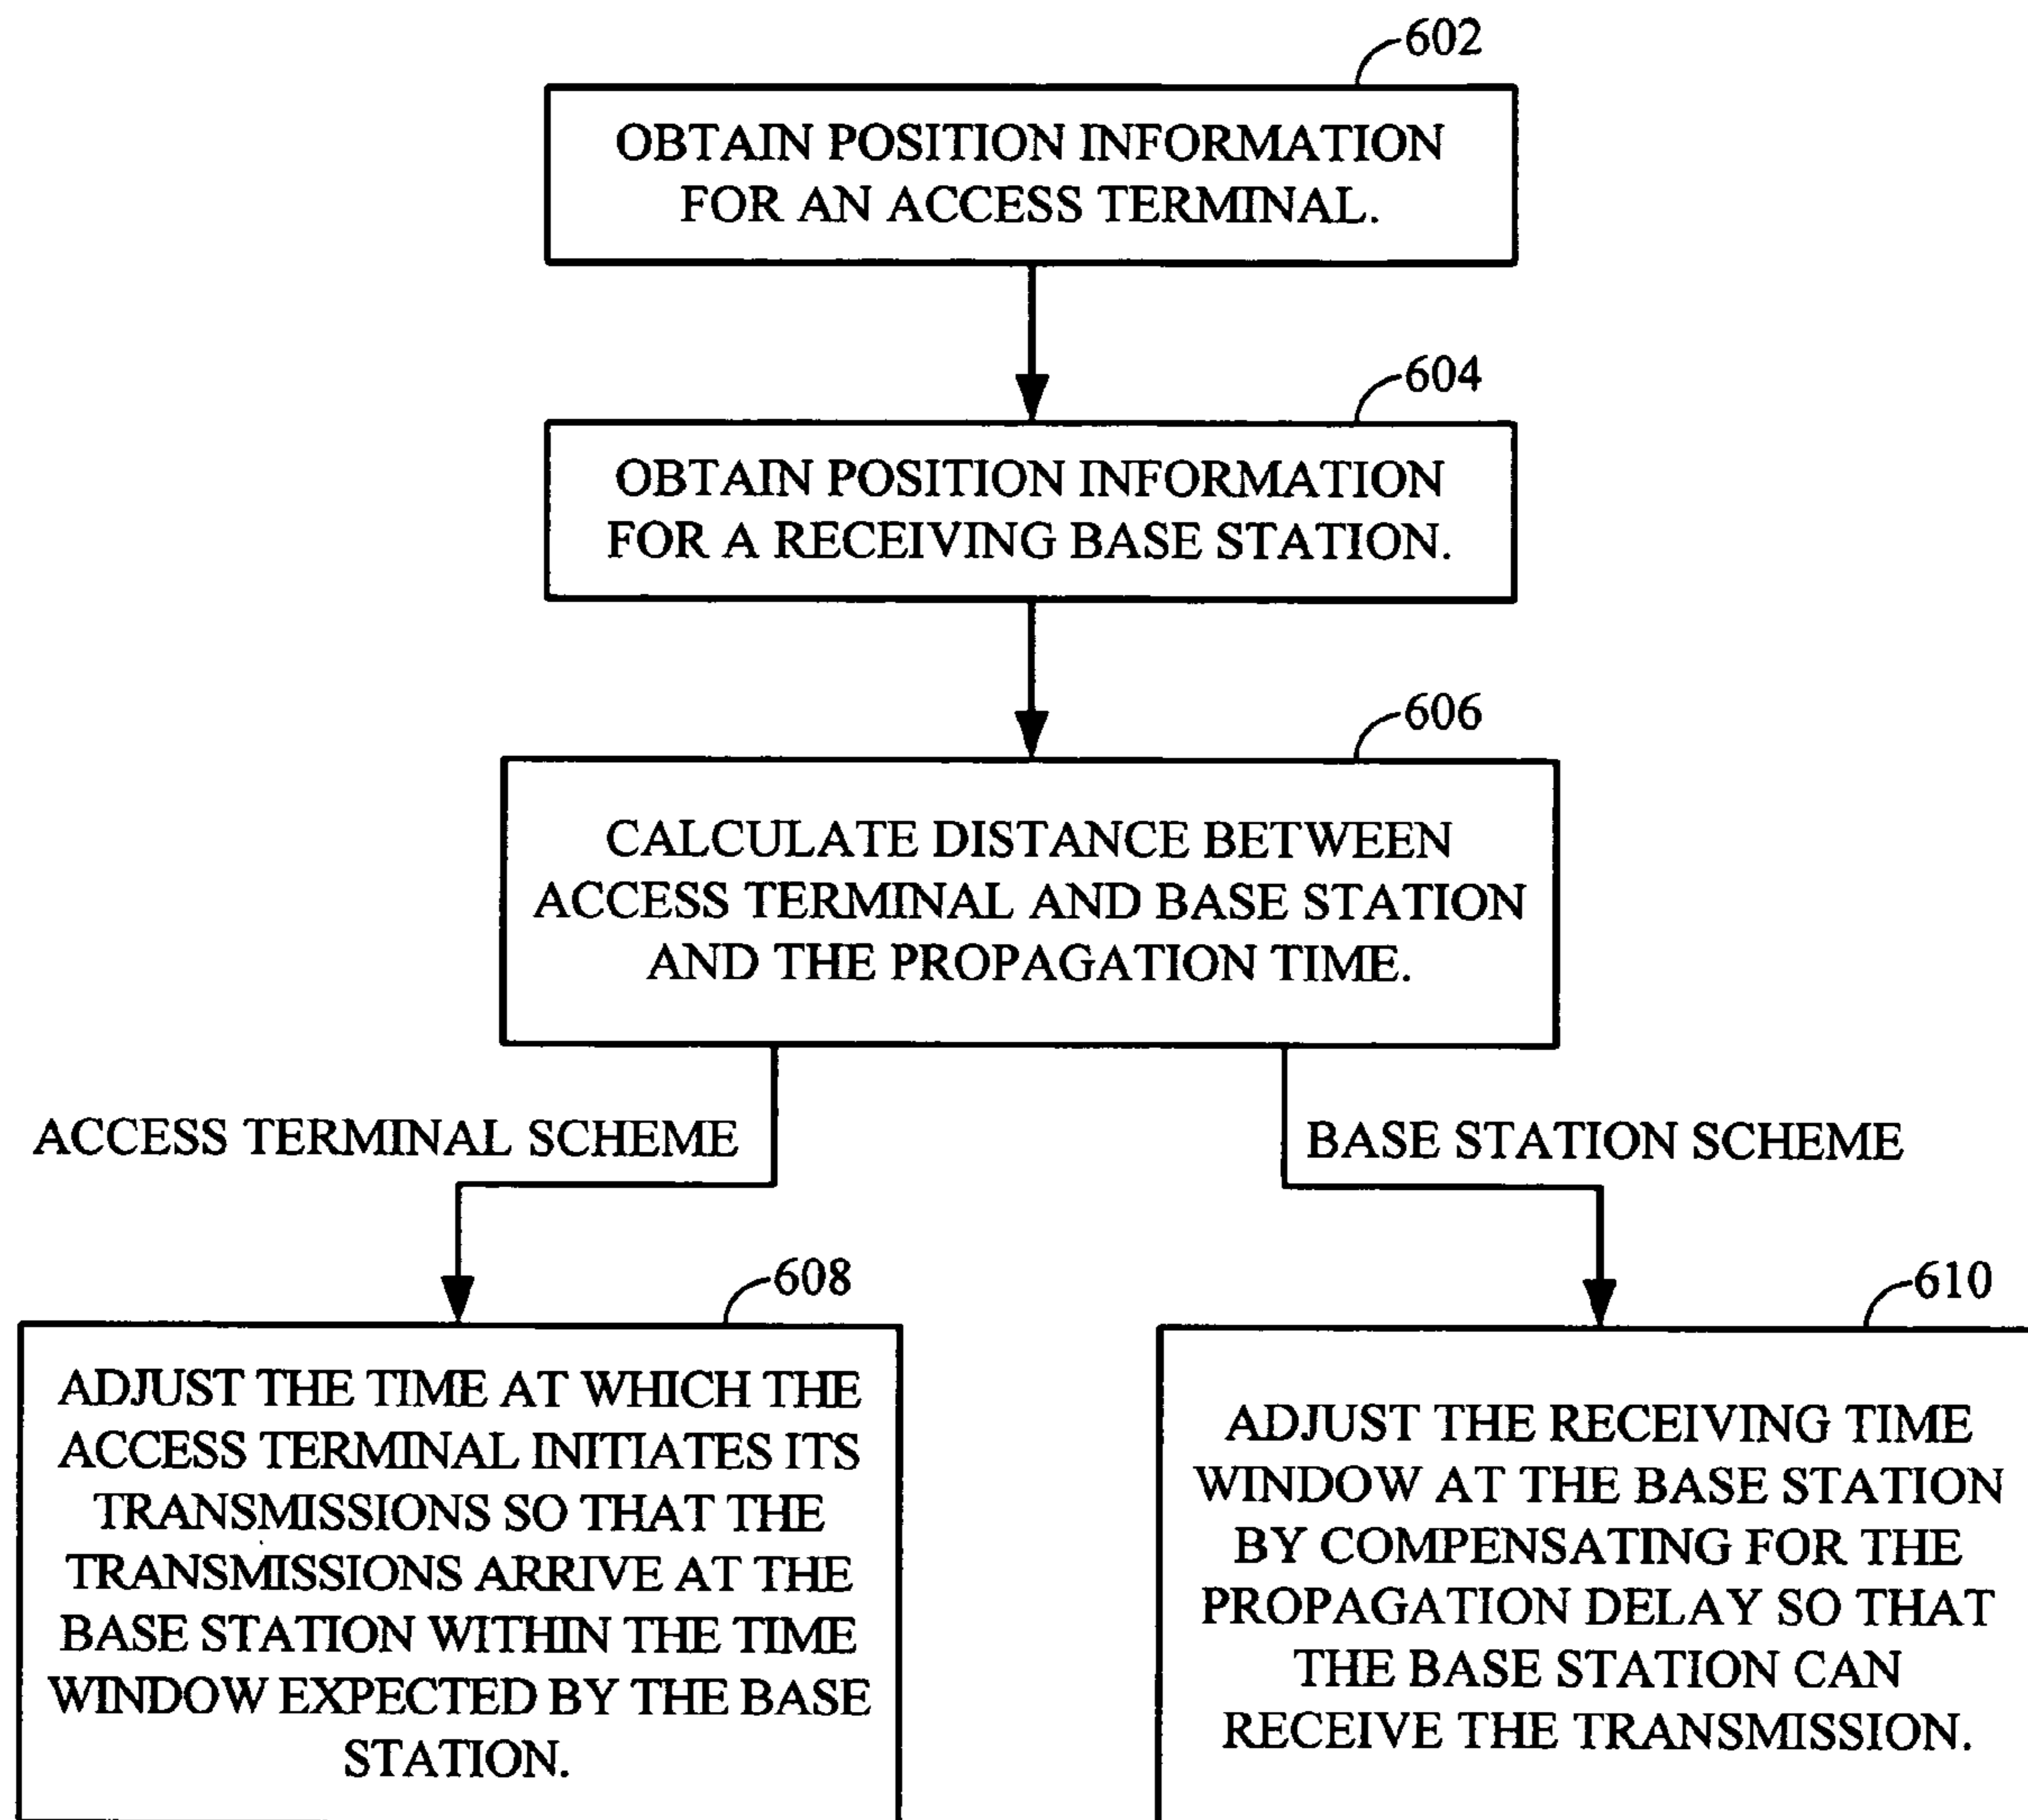 602
OBTAIN POSITION INFORMATION
FOR AN ACCESS TERMINAL.
604
OBTAIN POSITION INFORMATION
FOR A RECEIVING BASE STATION.
606
CALCULATE DISTANCE BETWEEN
ACCESS TERMINAL AND BASE STATION
AND THE PROPAGATION TIME.
ACCESS TERMINAL SCHEME
BASE STATION SCHEME
608
ADJUST THE TIME AT WHICH THE
ACCESS TERMINAL INITIATES ITS
TRANSMISSIONS SO THAT THE
TRANSMISSIONS ARRIVE AT THE
BASE STATION WITHIN THE TIME
WINDOW EXPECTED BY THE BASE
STATION.
610
ADJUST THE RECEIVING TIME
WINDOW AT THE BASE STATION
BY COMPENSATING FOR THE
PROPAGATION DELAY SO THAT
THE BASE STATION CAN
RECEIVE THE TRANSMISSION.